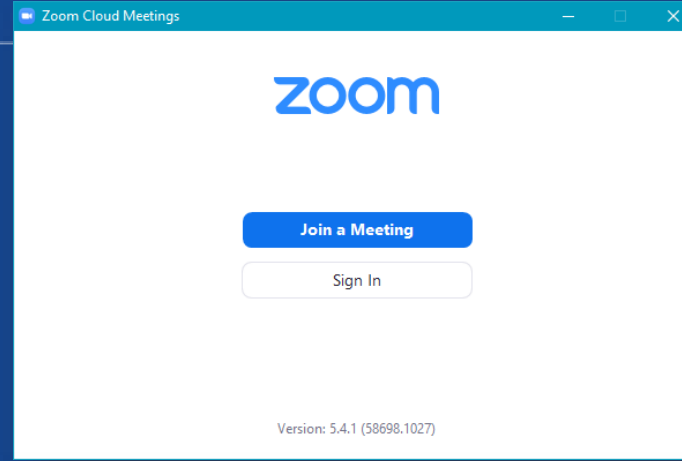 Zoom Cloud Meetings
zoom
Join a Meeting
Sign In
Version: 5.4.1 (58698.1027)